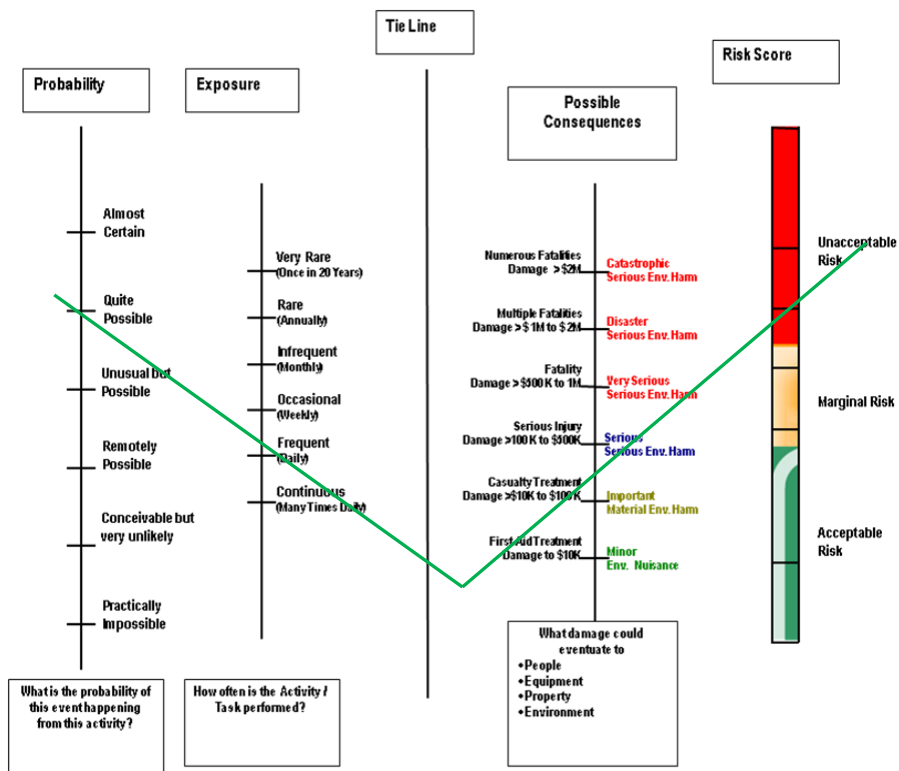 Tie Line
Risk Score
Probability
Exposure
Possible
Consequences
Almost
Certain
Quite
Possible
Unusual but
Possible
Remotely
Possible
Conceivable but
very unlikely
Practically
Impossible
Very Rare
(Once in 20 Years)
Rare
(Annually)
Infrequent
(Monthly)
Occasional
(Weekly)
Frequent
(Daily)
Continuous
(Many Times Daily)
Numerous Fatalities
Damage > $2M
Catastrophic
Serious Env. Harm
Multiple Fatalities
Damage > $ 1M to $ 2M
Disaster
Serious Env. Harm
Fatality
Damage > $500 K to 1M
Very Serious
Serious Env. Harm
Serious Injury
Damage >100 K to $500K
Serious
Serious Env. Harm
Casualty Treatment
Damage >$10K to $100K
Important
Material Env. Harm
First Aid Treatment
Damage to $10K
Minor
Env. Nuisance
Unacceptable
Risk
Marginal Risk
Acceptable
Risk
What is the probability of
this event happening
from this activity?
How often is the Activity /
Task performed?
What damage could
eventuate to
•People
•Equipment
•Property
•Environment